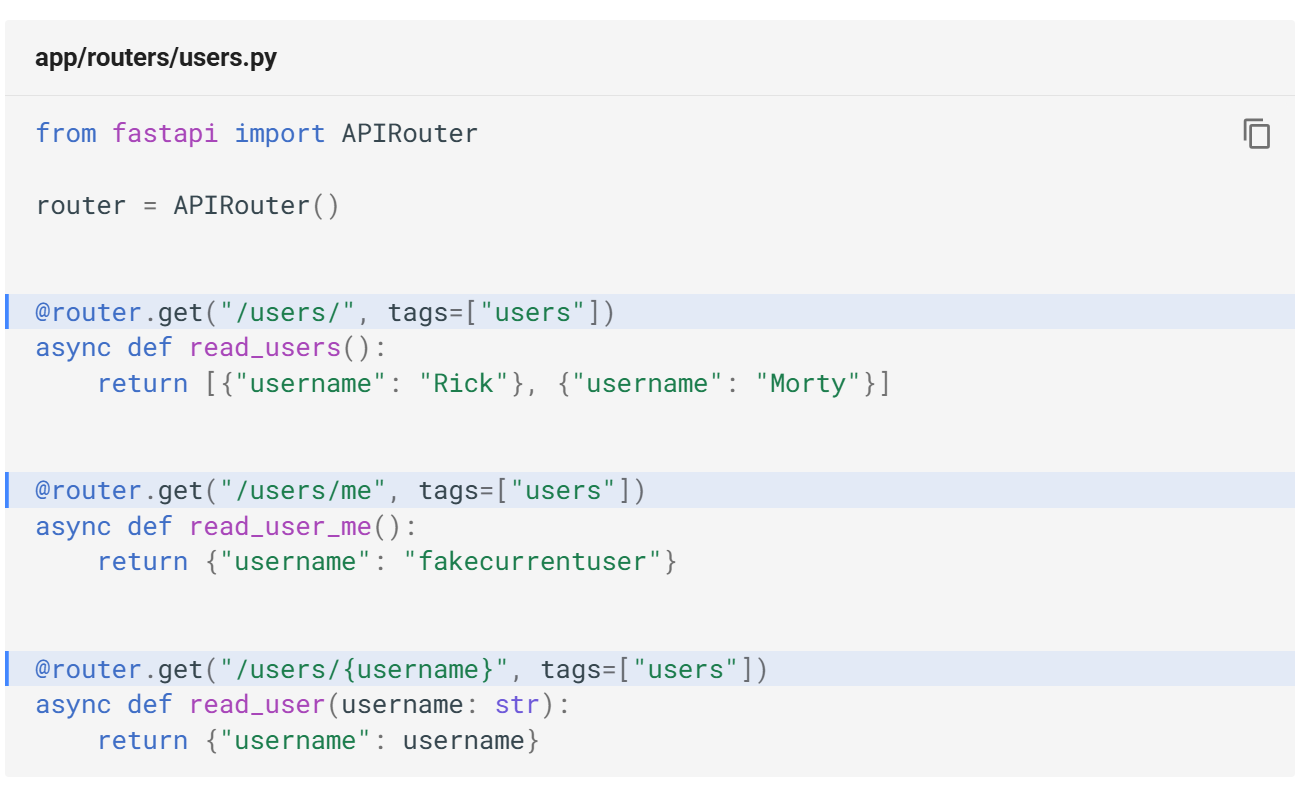 app/routers/users.py
from fastapi import APIRouter
router = APIRouter()
@router.get("/users/", tags=["users"])
async def read_users():
    return [{"username": "Rick"}, {"username": "Morty"}]
@router.get("/users/me", tags=["users"])
async def read_user_me():
    return {"username": "fakecurrentuser"}
@router.get("/users/{username}", tags=["users"])
async def read_user(username: str):
    return {"username": username}